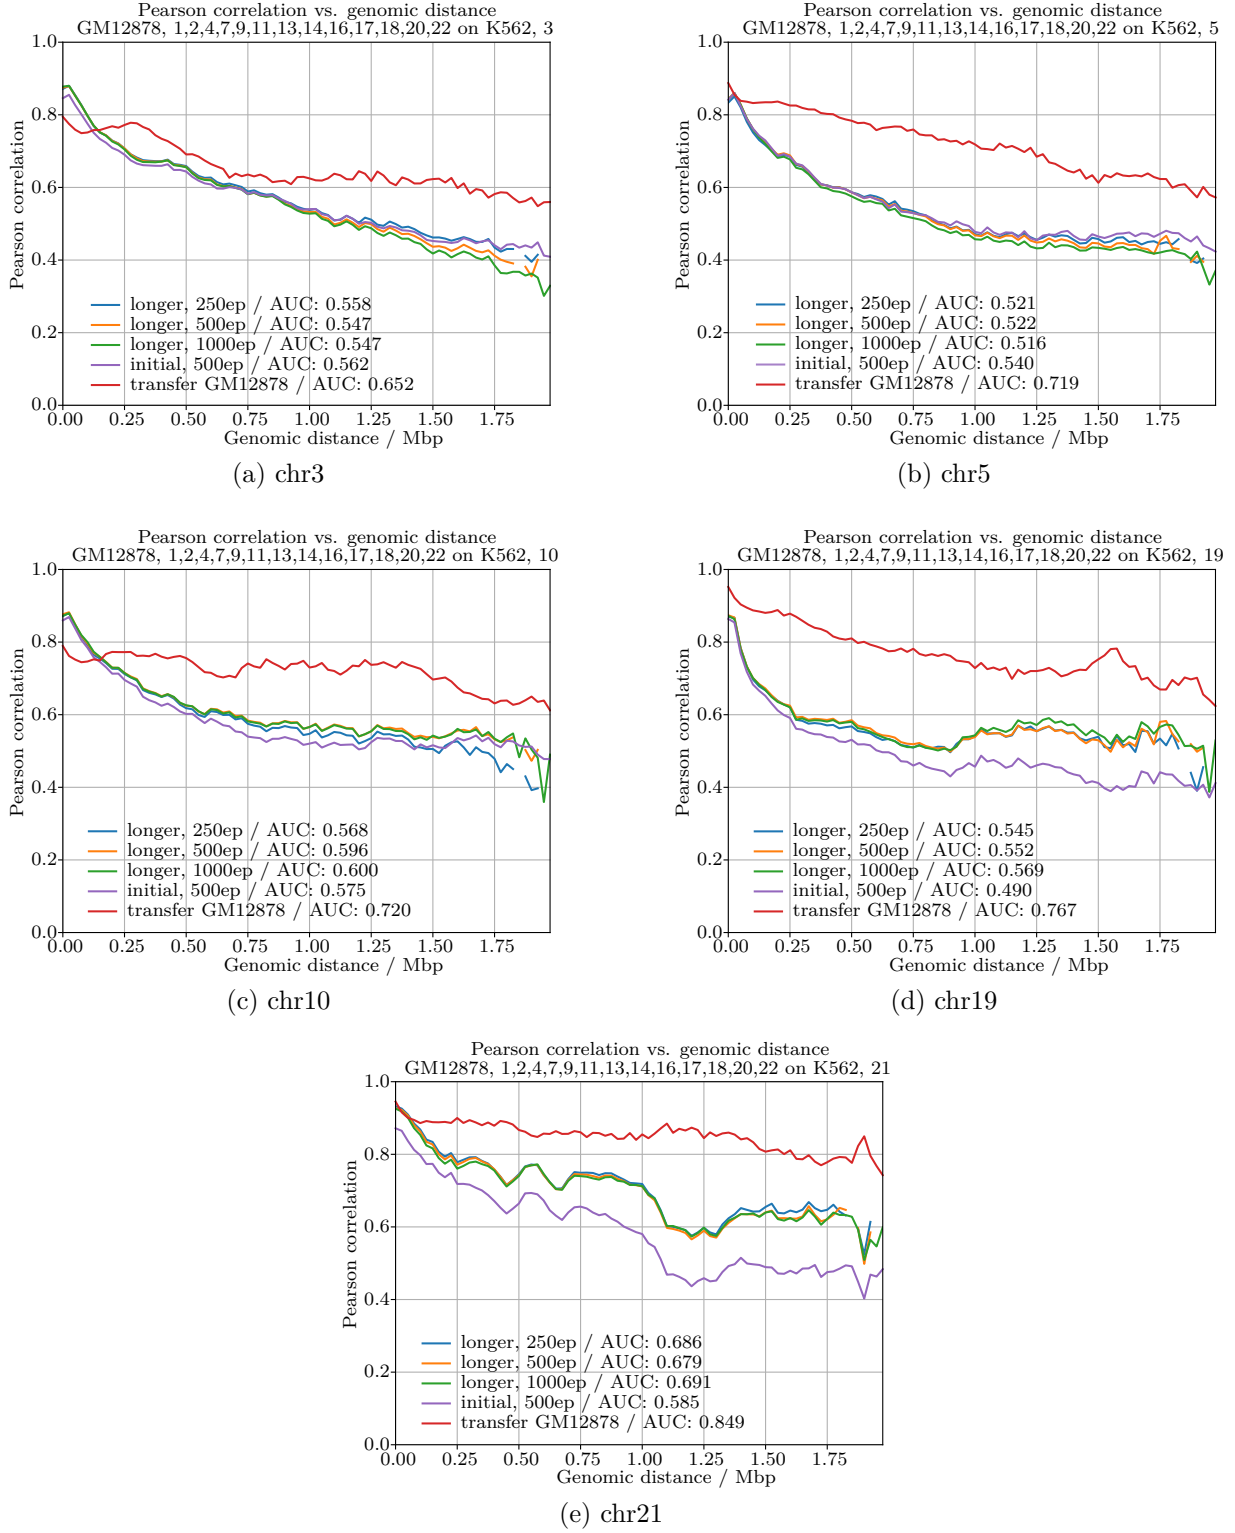 Pearson correlation vs. genomic distance
GM12878, 1,2,4,7,9,11,13,14,16,17,18,20,22 on K562, 3
1.0
0.8
0.6
0.4
0.2
0.0
Pearson correlation
longer, 250ep / AUC: 0.558
longer, 500ep / AUC: 0.547
longer, 1000ep / AUC: 0.547
initial, 500ep / AUC: 0.562
transfer GM12878 / AUC: 0.652
0.00 0.25 0.50 0.75 1.00 1.25 1.50 1.75
Genomic distance / Mbp
(a) chr3
Pearson correlation vs. genomic distance
GM12878, 1,2,4,7,9,11,13,14,16,17,18,20,22 on K562, 5
1.0
0.8
0.6
0.4
0.2
0.0
Pearson correlation
longer, 250ep / AUC: 0.521
longer, 500ep / AUC: 0.522
longer, 1000ep / AUC: 0.516
initial, 500ep / AUC: 0.540
transfer GM12878 / AUC: 0.719
0.00 0.25 0.50 0.75 1.00 1.25 1.50 1.75
Genomic distance / Mbp
(b) chr5
Pearson correlation vs. genomic distance
GM12878, 1,2,4,7,9,11,13,14,16,17,18,20,22 on K562, 10
1.0
0.8
0.6
0.4
0.2
0.0
Pearson correlation
longer, 250ep / AUC: 0.568
longer, 500ep / AUC: 0.596
longer, 1000ep / AUC: 0.600
initial, 500ep / AUC: 0.575
transfer GM12878 / AUC: 0.720
0.00 0.25 0.50 0.75 1.00 1.25 1.50 1.75
Genomic distance / Mbp
(c) chr10
Pearson correlation vs. genomic distance
GM12878, 1,2,4,7,9,11,13,14,16,17,18,20,22 on K562, 19
1.0
0.8
0.6
0.4
0.2
0.0
Pearson correlation
longer, 250ep / AUC: 0.545
longer, 500ep / AUC: 0.552
longer, 1000ep / AUC: 0.569
initial, 500ep / AUC: 0.490
transfer GM12878 / AUC: 0.767
0.00 0.25 0.50 0.75 1.00 1.25 1.50 1.75
Genomic distance / Mbp
(d) chr19
Pearson correlation vs. genomic distance
GM12878, 1,2,4,7,9,11,13,14,16,17,18,20,22 on K562, 21
1.0
0.8
0.6
0.4
0.2
0.0
Pearson correlation
longer, 250ep / AUC: 0.686
longer, 500ep / AUC: 0.679
longer, 1000ep / AUC: 0.691
initial, 500ep / AUC: 0.585
transfer GM12878 / AUC: 0.849
0.00 0.25 0.50 0.75 1.00 1.25 1.50 1.75
Genomic distance / Mbp
(e) chr21